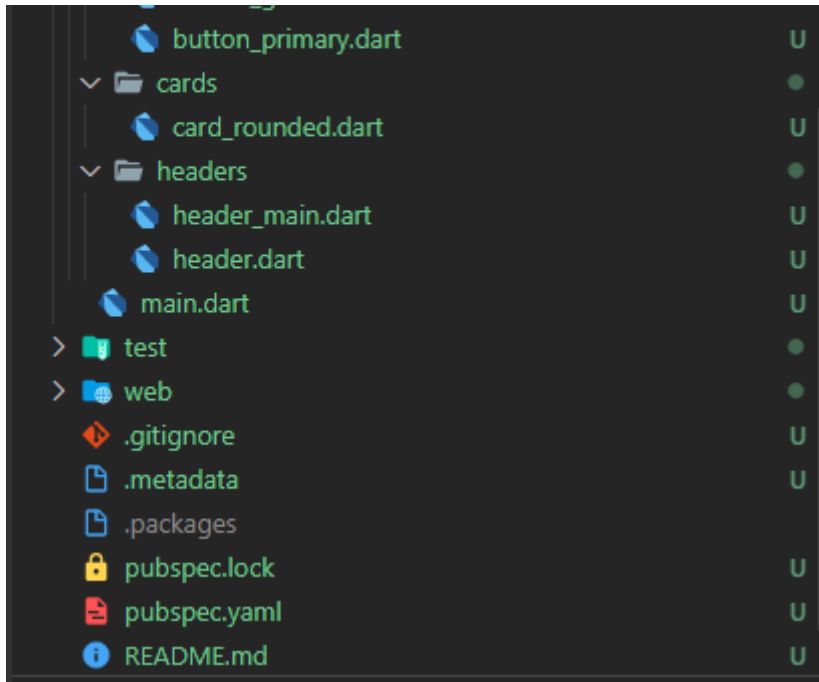 button_primary.dart U
cards
card_rounded.dart U
headers
header_main.dart U
header.dart U
main.dart U
test
web
.gitignore U
.metadata U
.packages
pubspec.lock U
pubspec.yaml U
README.md U